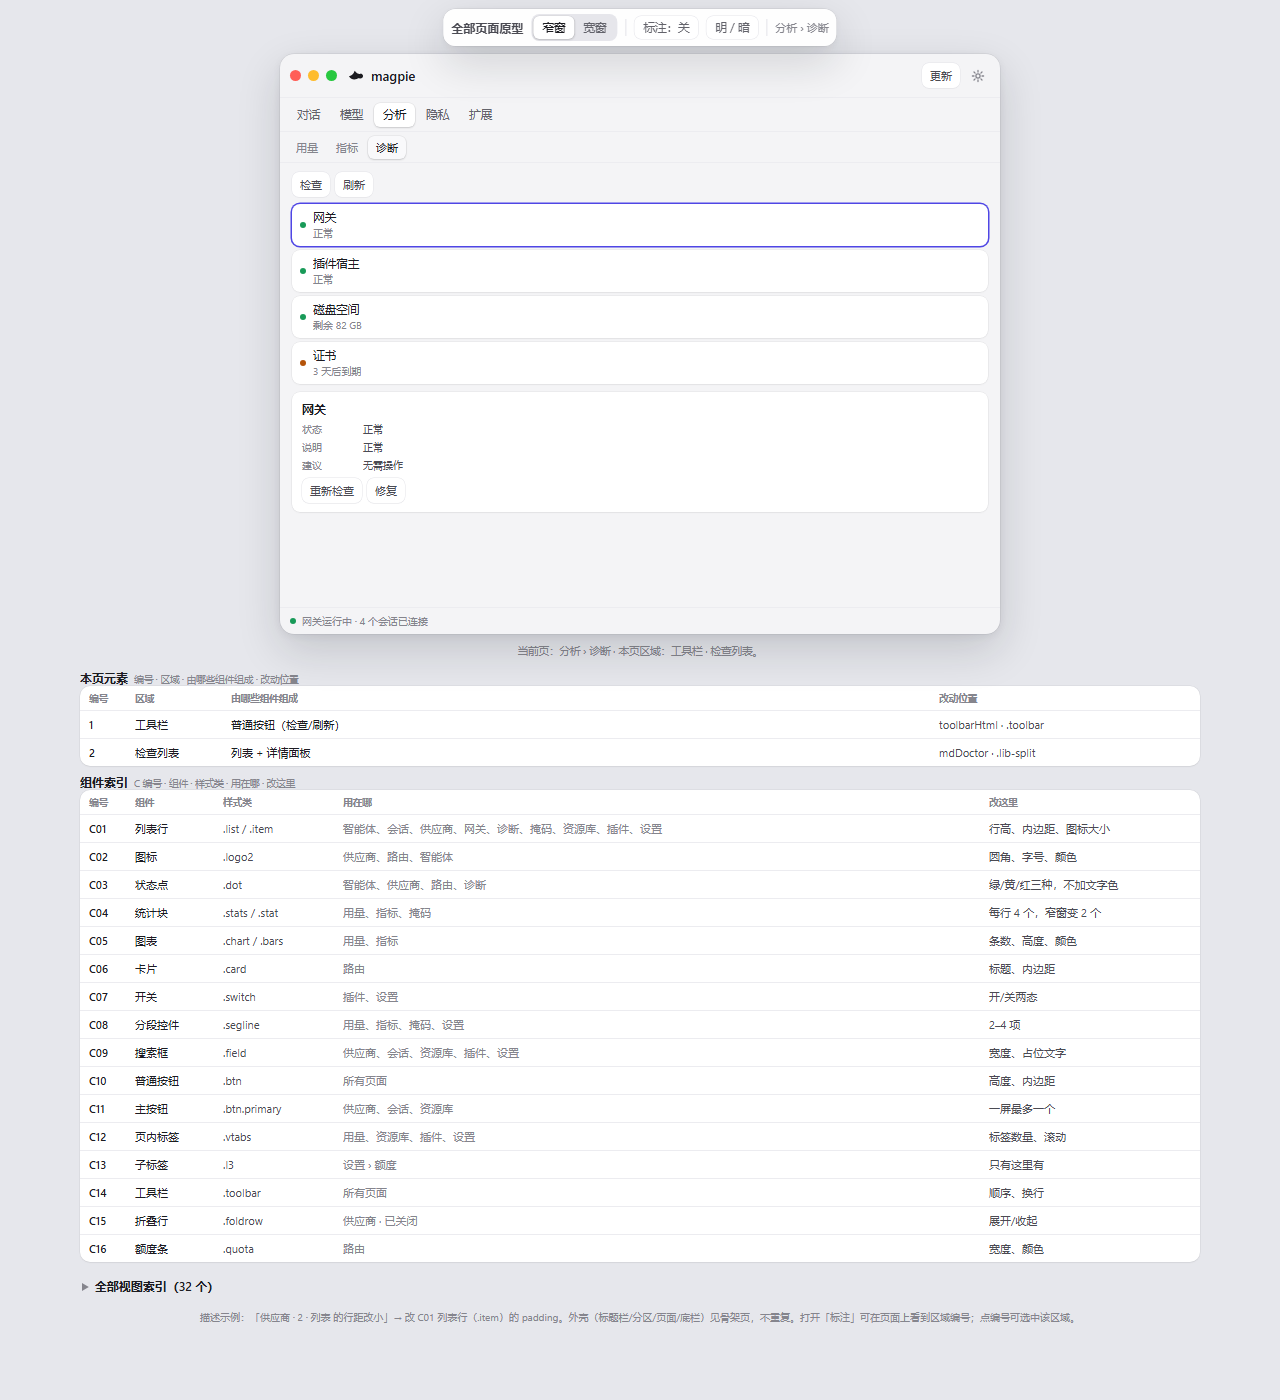 全部页面原型 窄窗 宽窗 标注：关 明 / 暗 分析 › 诊断
magpie 更新
对话 模型 分析 隐私 扩展
用量 指标 诊断
检查 刷新
网关
正常
插件宿主
正常
磁盘空间
剩余 82 GB
证书
3 天后到期
网关
状态 正常
说明 正常
建议 无需操作
重新检查 修复
网关运行中 · 4 个会话已连接
当前页：分析 › 诊断 · 本页区域：工具栏 · 检查列表。
本页元素 编号 · 区域 · 由哪些组件组成 · 改动位置
编号 区域 由哪些组件组成 改动位置
1 工具栏 普通按钮（检查/刷新） toolbarHtml · .toolbar
2 检查列表 列表 + 详情面板 mdDoctor · .lib-split
组件索引 C 编号 · 组件 · 样式类 · 用在哪 · 改这里
编号 组件 样式类 用在哪 改这里
C01 列表行 .list / .item 智能体、会话、供应商、网关、诊断、掩码、资源库、插件、设置 行高、内边距、图标大小
C02 图标 .logo2 供应商、路由、智能体 圆角、字号、颜色
C03 状态点 .dot 智能体、供应商、路由、诊断 绿/黄/红三种，不加文字色
C04 统计块 .stats / .stat 用量、指标、掩码 每行 4 个，窄窗变 2 个
C05 图表 .chart / .bars 用量、指标 条数、高度、颜色
C06 卡片 .card 路由 标题、内边距
C07 开关 .switch 插件、设置 开/关两态
C08 分段控件 .segline 用量、指标、掩码、设置 2–4 项
C09 搜索框 .field 供应商、会话、资源库、插件、设置 宽度、占位文字
C10 普通按钮 .btn 所有页面 高度、内边距
C11 主按钮 .btn.primary 供应商、会话、资源库 一屏最多一个
C12 页内标签 .vtabs 用量、资源库、插件、设置 标签数量、滚动
C13 子标签 .l3 设置 › 额度 只有这里有
C14 工具栏 .toolbar 所有页面 顺序、换行
C15 折叠行 .foldrow 供应商 · 已关闭 展开/收起
C16 额度条 .quota 路由 宽度、颜色
全部视图索引（32 个）
描述示例：「供应商 · 2 · 列表 的行距改小」→ 改 C01 列表行（.item）的 padding。外壳（标题栏/分区/页面/底栏）见骨架页，不重复。打开「标注」可在页面上看到区域编号；点编号可选中该区域。